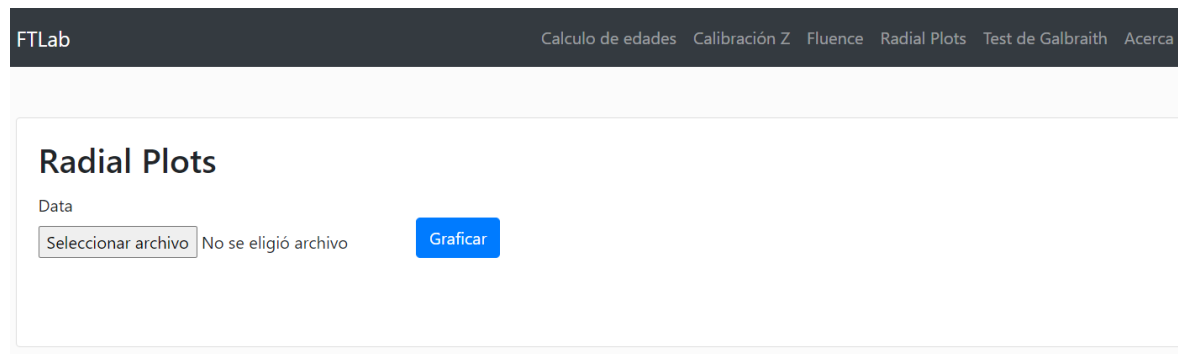 FTLab Calculo de edades Calibración Z Fluence Radial Plots Test de Galbraith Acerca
Radial Plots
Data
Seleccionar archivo No se eligió archivo Graficar